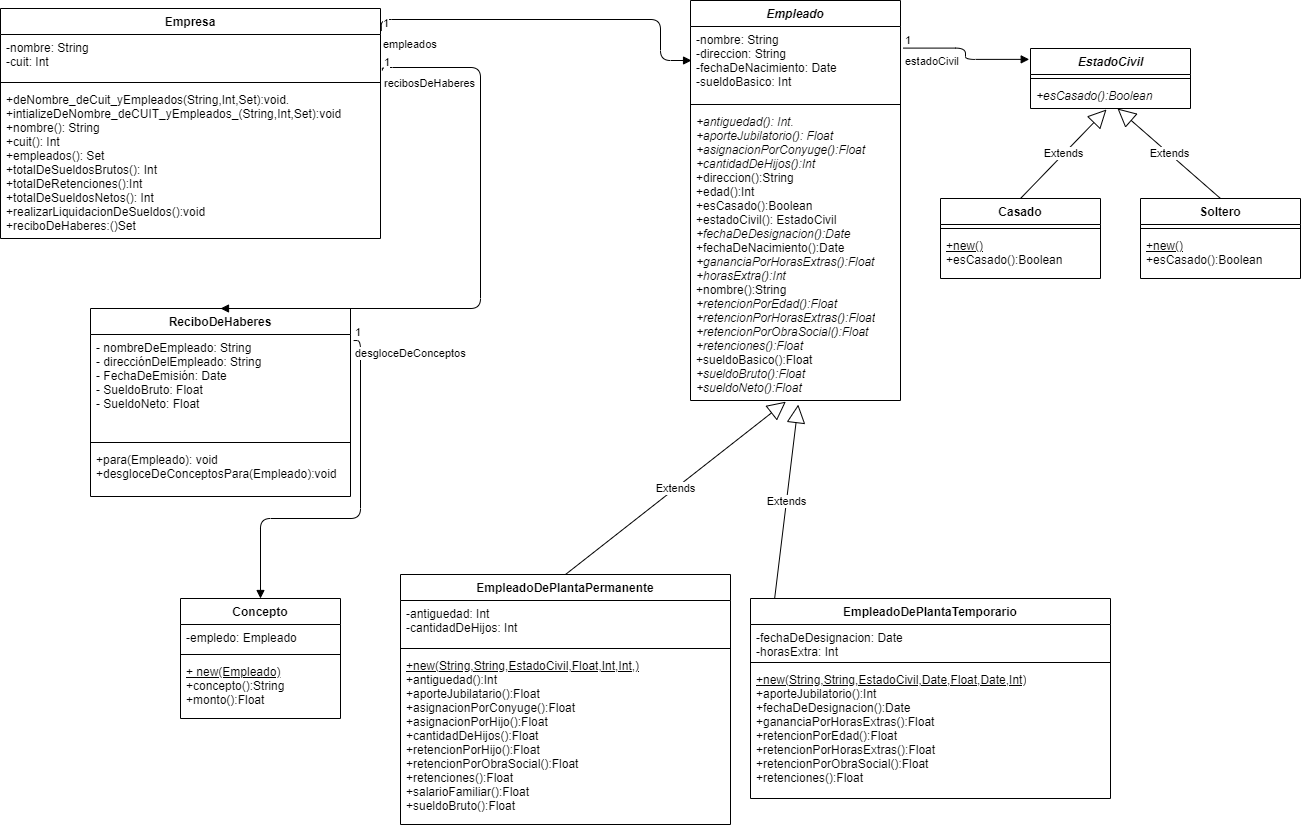 Empresa
-nombre: String
-cuit: Int
+deNombre_deCuit_yEmpleados(String,Int,Set):void.
+intializeDeNombre_deCUIT_yEmpleados_(String,Int,Set):void
+nombre(): String
+cuit(): Int
+empleados(): Set
+totalDeSueldosBrutos(): Int
+totalDeRetenciones():Int
+totalDeSueldosNetos(): Int
+realizarLiquidacionDeSueldos():void
+reciboDeHaberes:()Set
1
empleados
1
recibosDeHaberes
Empleado
-nombre: String
-direccion: String
-fechaDeNacimiento: Date
-sueldoBasico: Int
+antiguedad(): Int.
+aporteJubilatorio(): Float
+asignacionPorConyuge():Float
+cantidadDeHijos():Int
+direccion():String
+edad():Int
+esCasado():Boolean
+estadoCivil(): EstadoCivil
+fechaDeDesignacion():Date
+fechaDeNacimiento():Date
+gananciaPorHorasExtras():Float
+horasExtra():Int
+nombre():String
+retencionPorEdad():Float
+retencionPorHorasExtras():Float
+retencionPorObraSocial():Float
+retenciones():Float
+sueldoBasico():Float
+sueldoBruto():Float
+sueldoNeto():Float
1
estadoCivil
EstadoCivil
+esCasado():Boolean
Extends
Extends
Casado
+new()
+esCasado():Boolean
Soltero
+new()
+esCasado():Boolean
ReciboDeHaberes
- nombreDeEmpleado: String
- direcciónDelEmpleado: String
- FechaDeEmisión: Date
- SueldoBruto: Float
- SueldoNeto: Float
+para(Empleado): void
+desgloceDeConceptosPara(Empleado):void
1
desgloceDeConceptos
Extends
Extends
Concepto
-empledo: Empleado
+ new(Empleado)
+concepto():String
+monto():Float
EmpleadoDePlantaPermanente
-antiguedad: Int
-cantidadDeHijos: Int
+new(String,String,EstadoCivil,Float,Int,Int,)
+antiguedad():Int
+aporteJubilatario():Float
+asignacionPorConyuge():Float
+asignacionPorHijo():Float
+cantidadDeHijos():Float
+retencionPorHijo():Float
+retencionPorObraSocial():Float
+retenciones():Float
+salarioFamiliar():Float
+sueldoBruto():Float
EmpleadoDePlantaTemporario
-fechaDeDesignacion: Date
-horasExtra: Int
+new(String,String,EstadoCivil,Date,Float,Date,Int)
+aporteJubilatorio():Int
+fechaDeDesignacion():Date
+gananciaPorHorasExtras():Float
+retencionPorEdad():Float
+retencionPorHorasExtras():Float
+retencionPorObraSocial():Float
+retenciones():Float